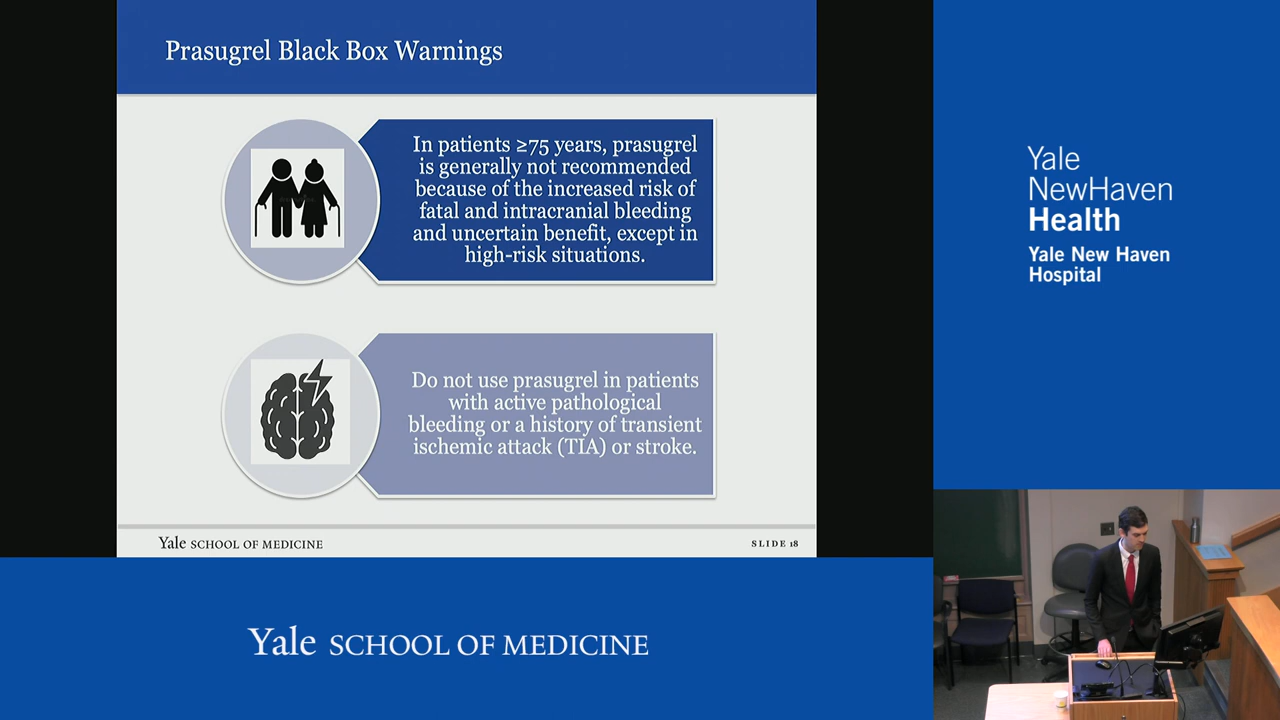 Prasugrel Black Box Warnings
In patients ≥75 years, prasugrel
is generally not recommended
because of the increased risk of
fatal and intracranial bleeding
and uncertain benefit, except in
high-risk situations.
Do not use prasugrel in patients
with active pathological
bleeding or a history of transient
ischemic attack (TIA) or stroke.
Yale SCHOOL OF MEDICINE
SLIDE 18
Yale
NewHaven
Health
Yale New Haven
Hospital
Yale SCHOOL OF MEDICINE